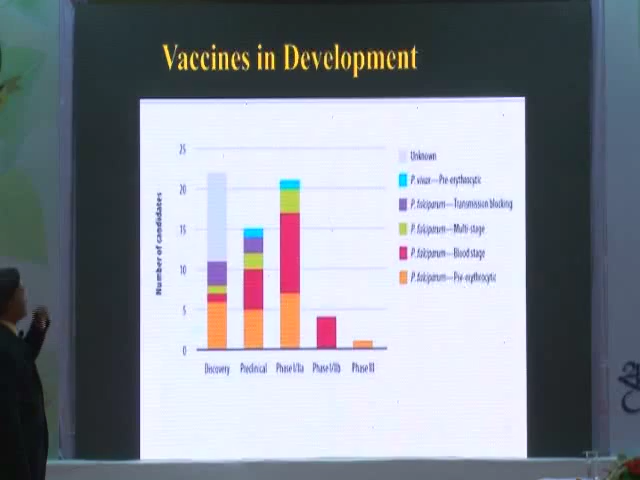 Vaccines in Development
Number of candidates
25
20
15
10
5
0
Discovery
Preclinical
Phase I/IIa
Phase I/IIb
Phase III
Unknown
P. vivax—Pre-erythrocytic
P. falciparum—Transmission blocking
P. falciparum—Multi-stage
P. falciparum—Blood stage
P. falciparum—Pre-erythrocytic